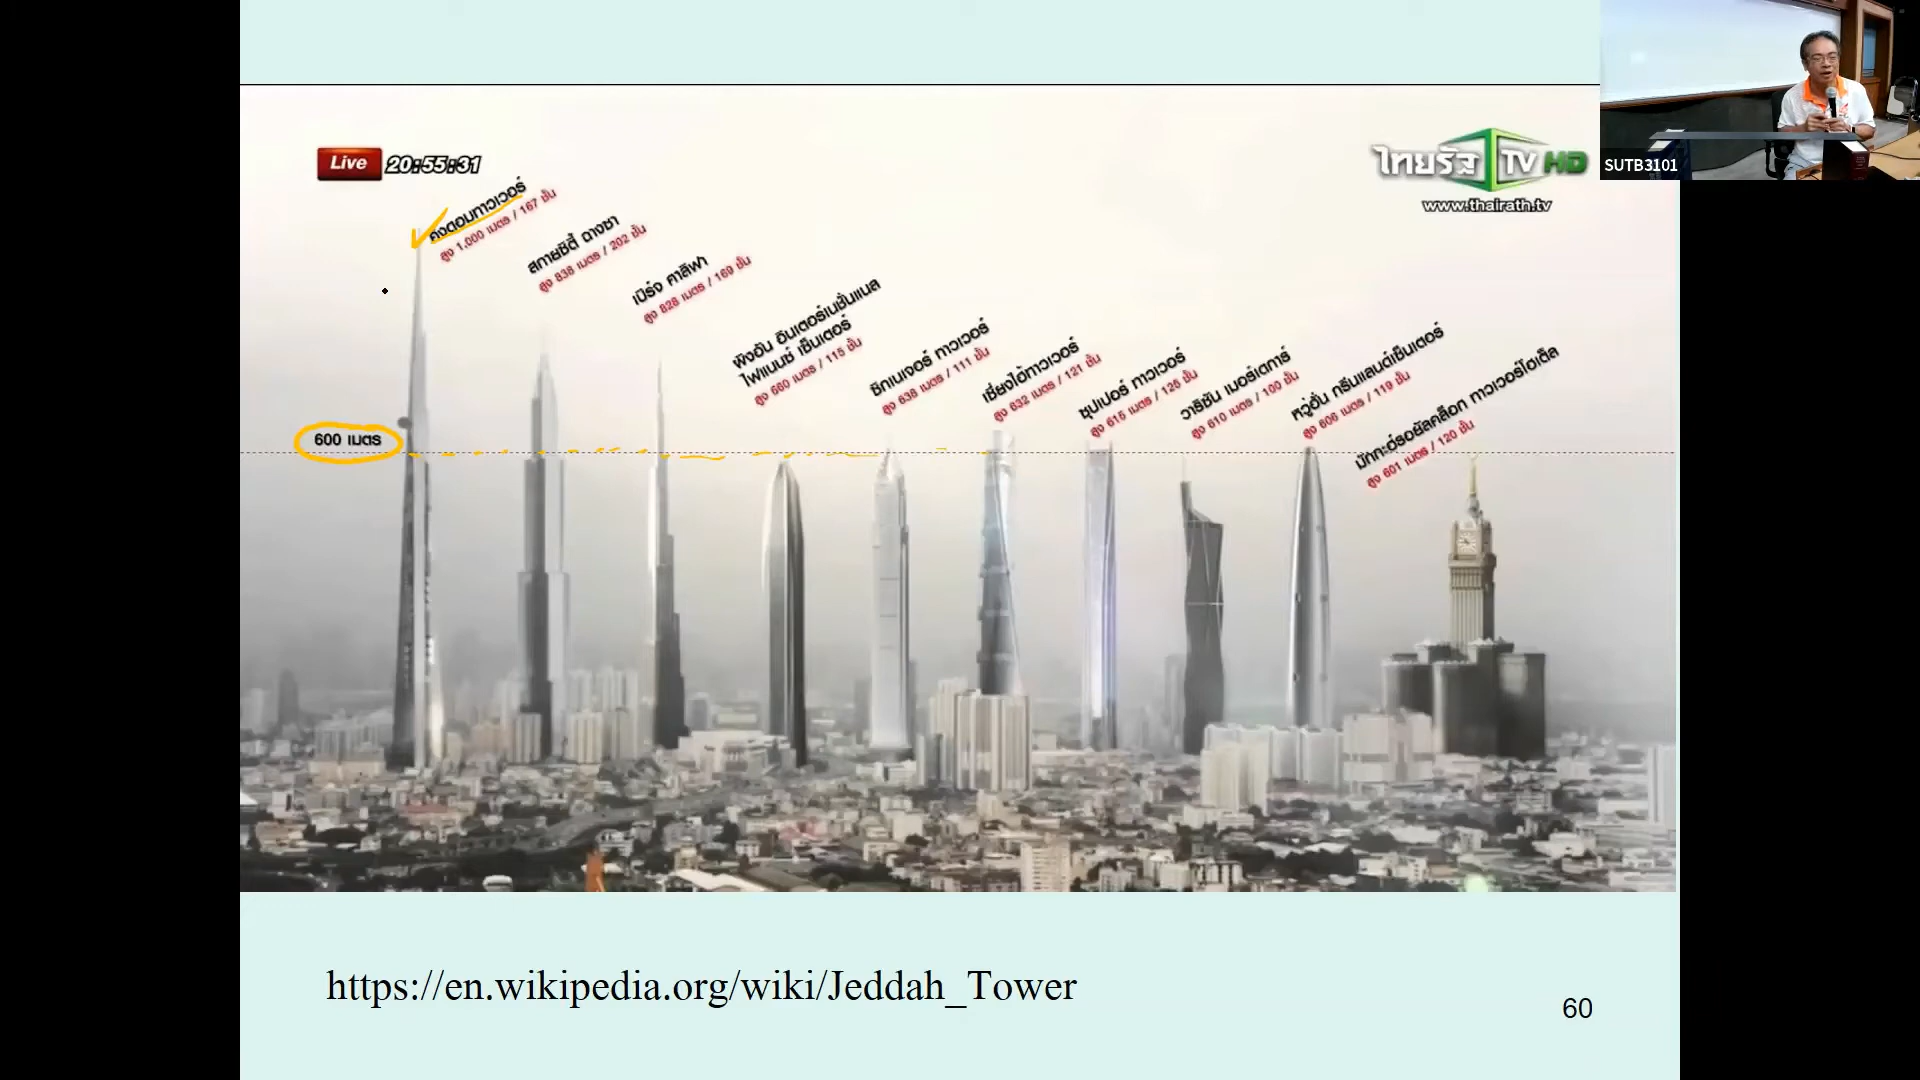 Live 20:55:31
ไทยรัฐ TV HD
www.thairath.tv
SUTB3101
คิงดอมทาวเวอร์
สูง 1,000 เมตร / 167 ชั้น
สกายซิตี้ ฉางชา
สูง 838 เมตร / 202 ชั้น
เบิร์จ คาลิฟา
สูง 828 เมตร / 169 ชั้น
ผิงอัน อินเตอร์เนชั่นแนล
ไฟแนนซ์ เซ็นเตอร์
สูง 660 เมตร / 115 ชั้น
ซิกเนเจอร์ ทาวเวอร์
สูง 638 เมตร / 111 ชั้น
เซี่ยงไฮ้ทาวเวอร์
สูง 632 เมตร / 121 ชั้น
ซุปเปอร์ ทาวเวอร์
สูง 615 เมตร / 126 ชั้น
วาริซัน เมอร์เดการ์
สูง 610 เมตร / 100 ชั้น
หวู่ฮั่น กรีนแลนด์เซ็นเตอร์
สูง 606 เมตร / 119 ชั้น
มักกะฮ์รอยัลคล็อก ทาวเวอร์โฮเต็ล
สูง 601 เมตร / 120 ชั้น
600 เมตร
https://en.wikipedia.org/wiki/Jeddah_Tower
60